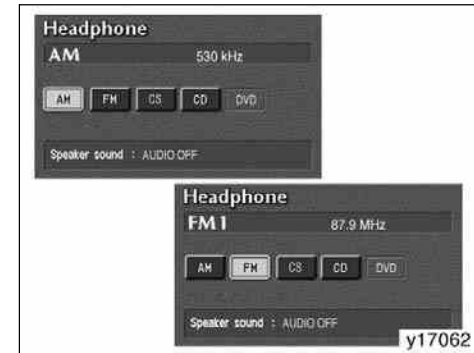 Headphone
AM 530 kHz
AM FM CS CD DVD
Speaker sound : AUDIO OFF
Headphone
FM1 87.9 MHz
AM FM CS CD DVD
Speaker sound : AUDIO OFF
y17062